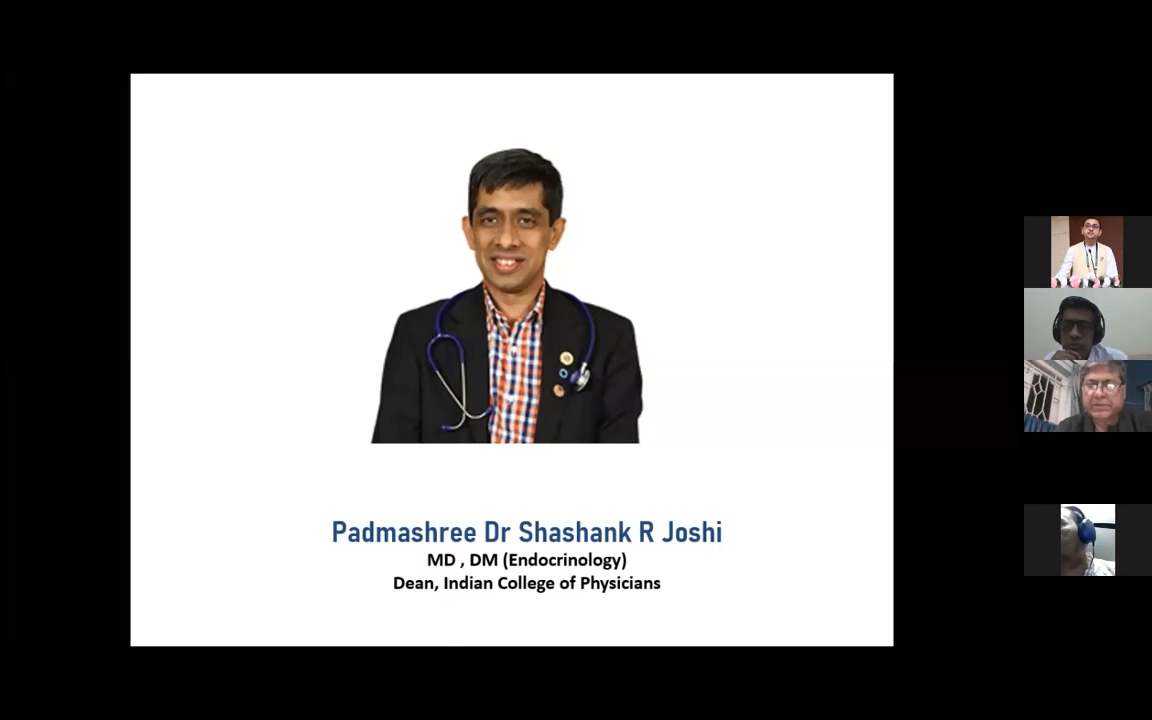 Padmashree Dr Shashank R Joshi
MD , DM (Endocrinology)
Dean, Indian College of Physicians